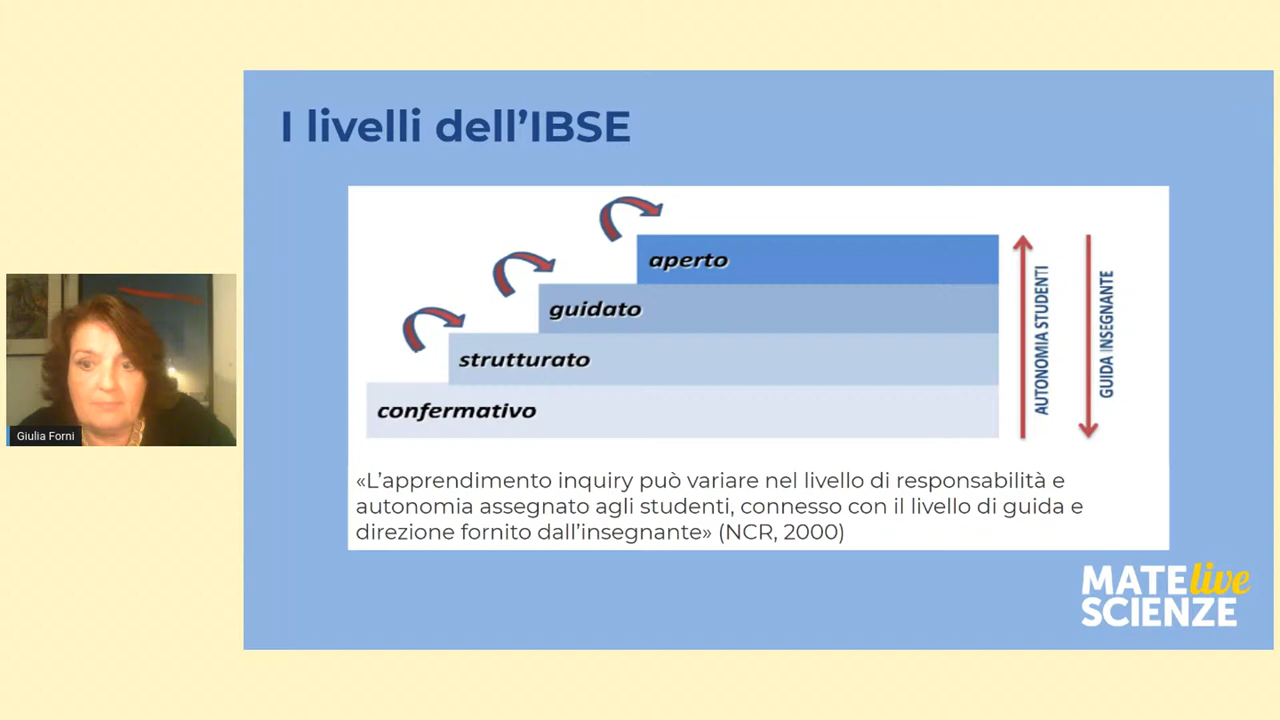 I livelli dell’IBSE
aperto
guidato
strutturato
confermativo
AUTONOMIA STUDENTI
GUIDA INSEGNANTE
«L’apprendimento inquiry può variare nel livello di responsabilità e
autonomia assegnato agli studenti, connesso con il livello di guida e
direzione fornito dall’insegnante» (NCR, 2000)
Giulia Forni
MATE live
SCIENZE